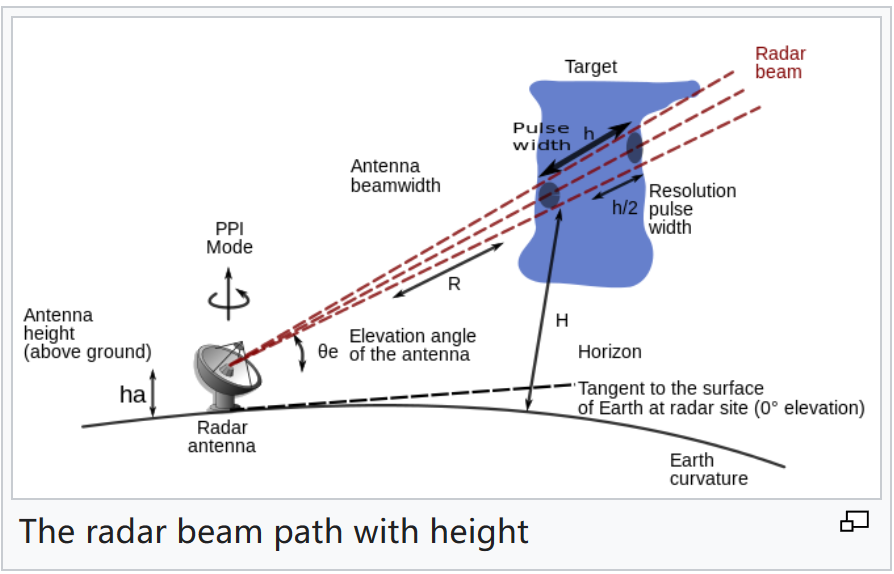 Radar
beam
Target
Pulse
width
h
Antenna
beamwidth
Resolution
h/2 pulse
width
PPI
Mode
R
Antenna
height
(above ground)
H
θe
Elevation angle
of the antenna
Horizon
ha
Tangent to the surface
of Earth at radar site (0° elevation)
Radar
antenna
Earth
curvature
The radar beam path with height